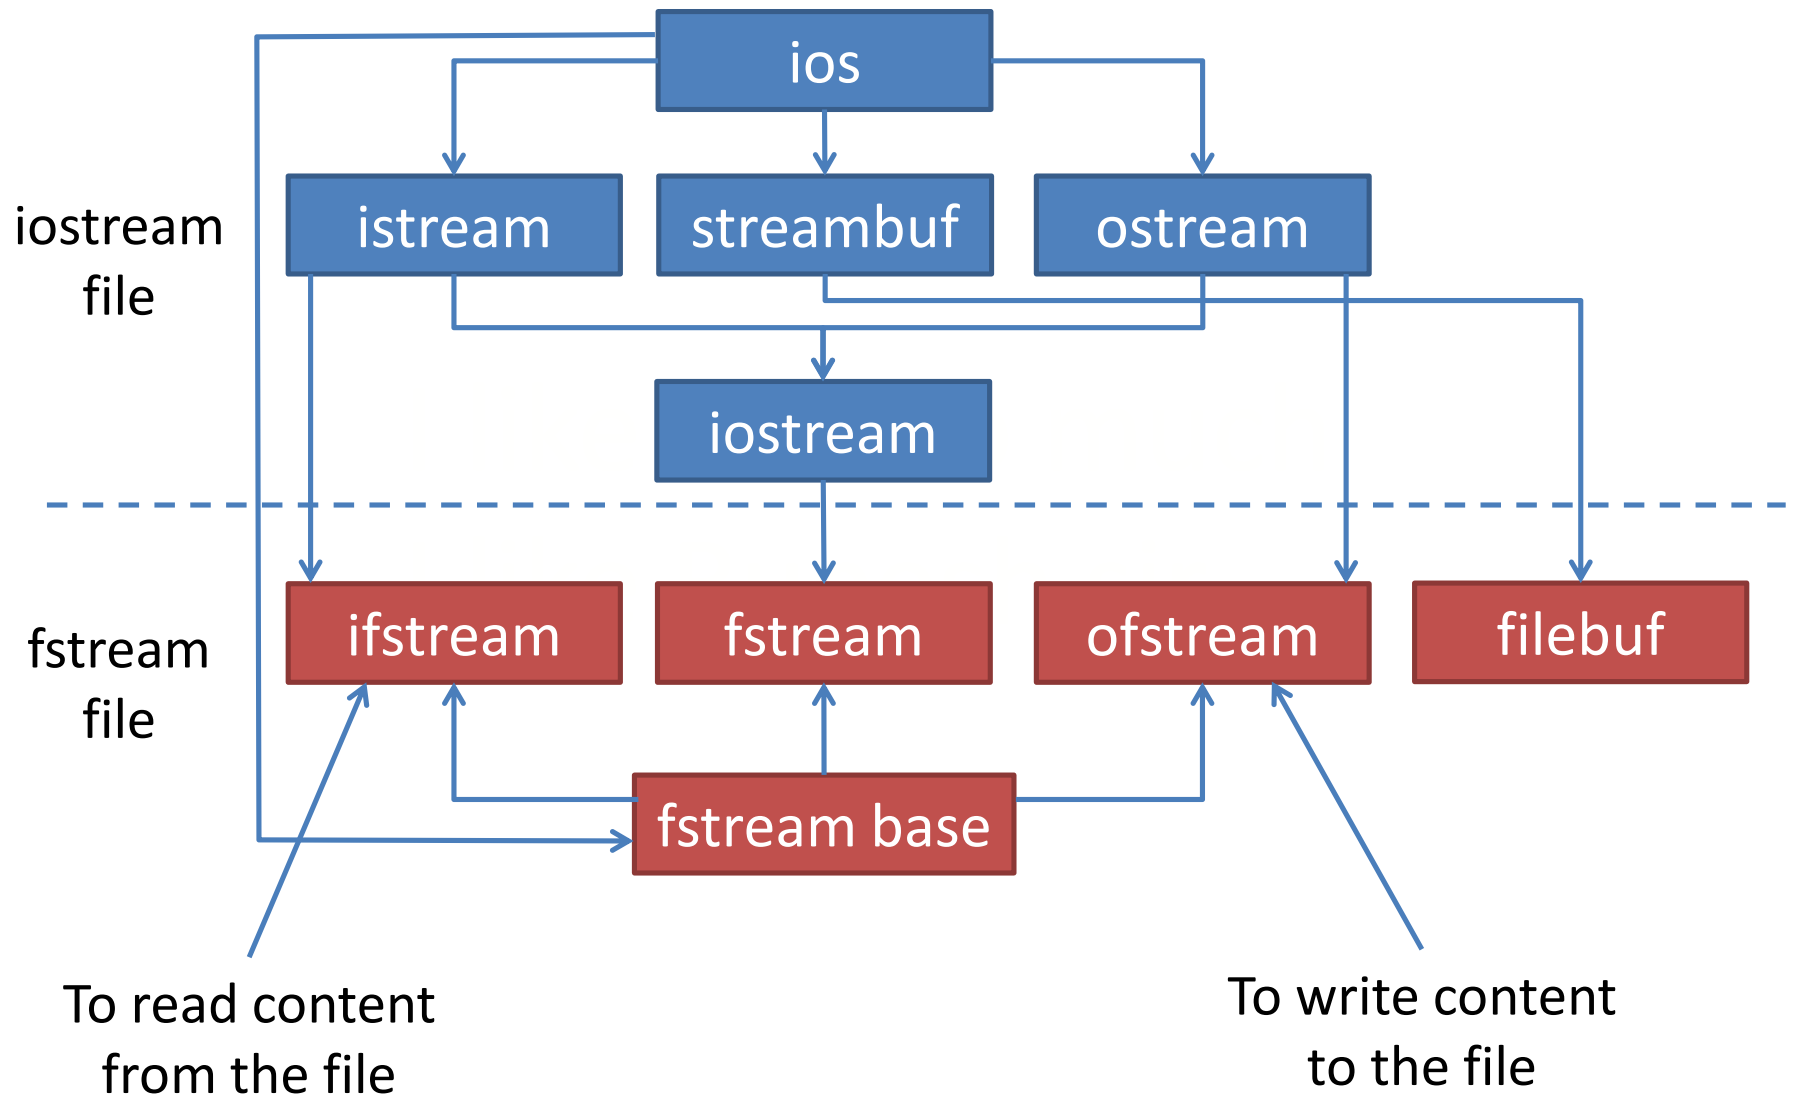 ios
istream
streambuf
ostream
iostream
file
iostream
ifstream
fstream
ofstream
filebuf
fstream
file
fstream base
To read content
from the file
To write content
to the file